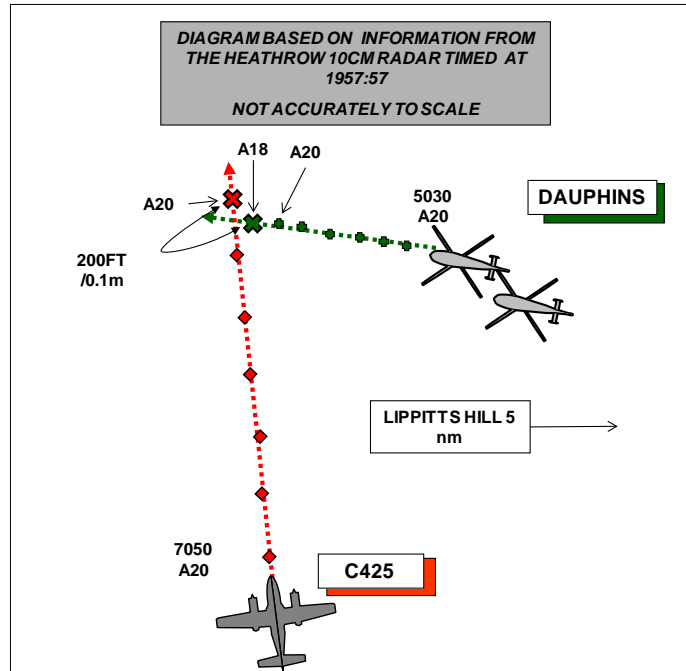 DIAGRAM BASED ON INFORMATION FROM
THE HEATHROW 10CM RADAR TIMED AT
1957:57
NOT ACCURATELY TO SCALE
A18
A20
A20
5030
A20
DAUPHINS
200FT
/0.1m
LIPPITTS HILL 5
nm
7050
A20
C425